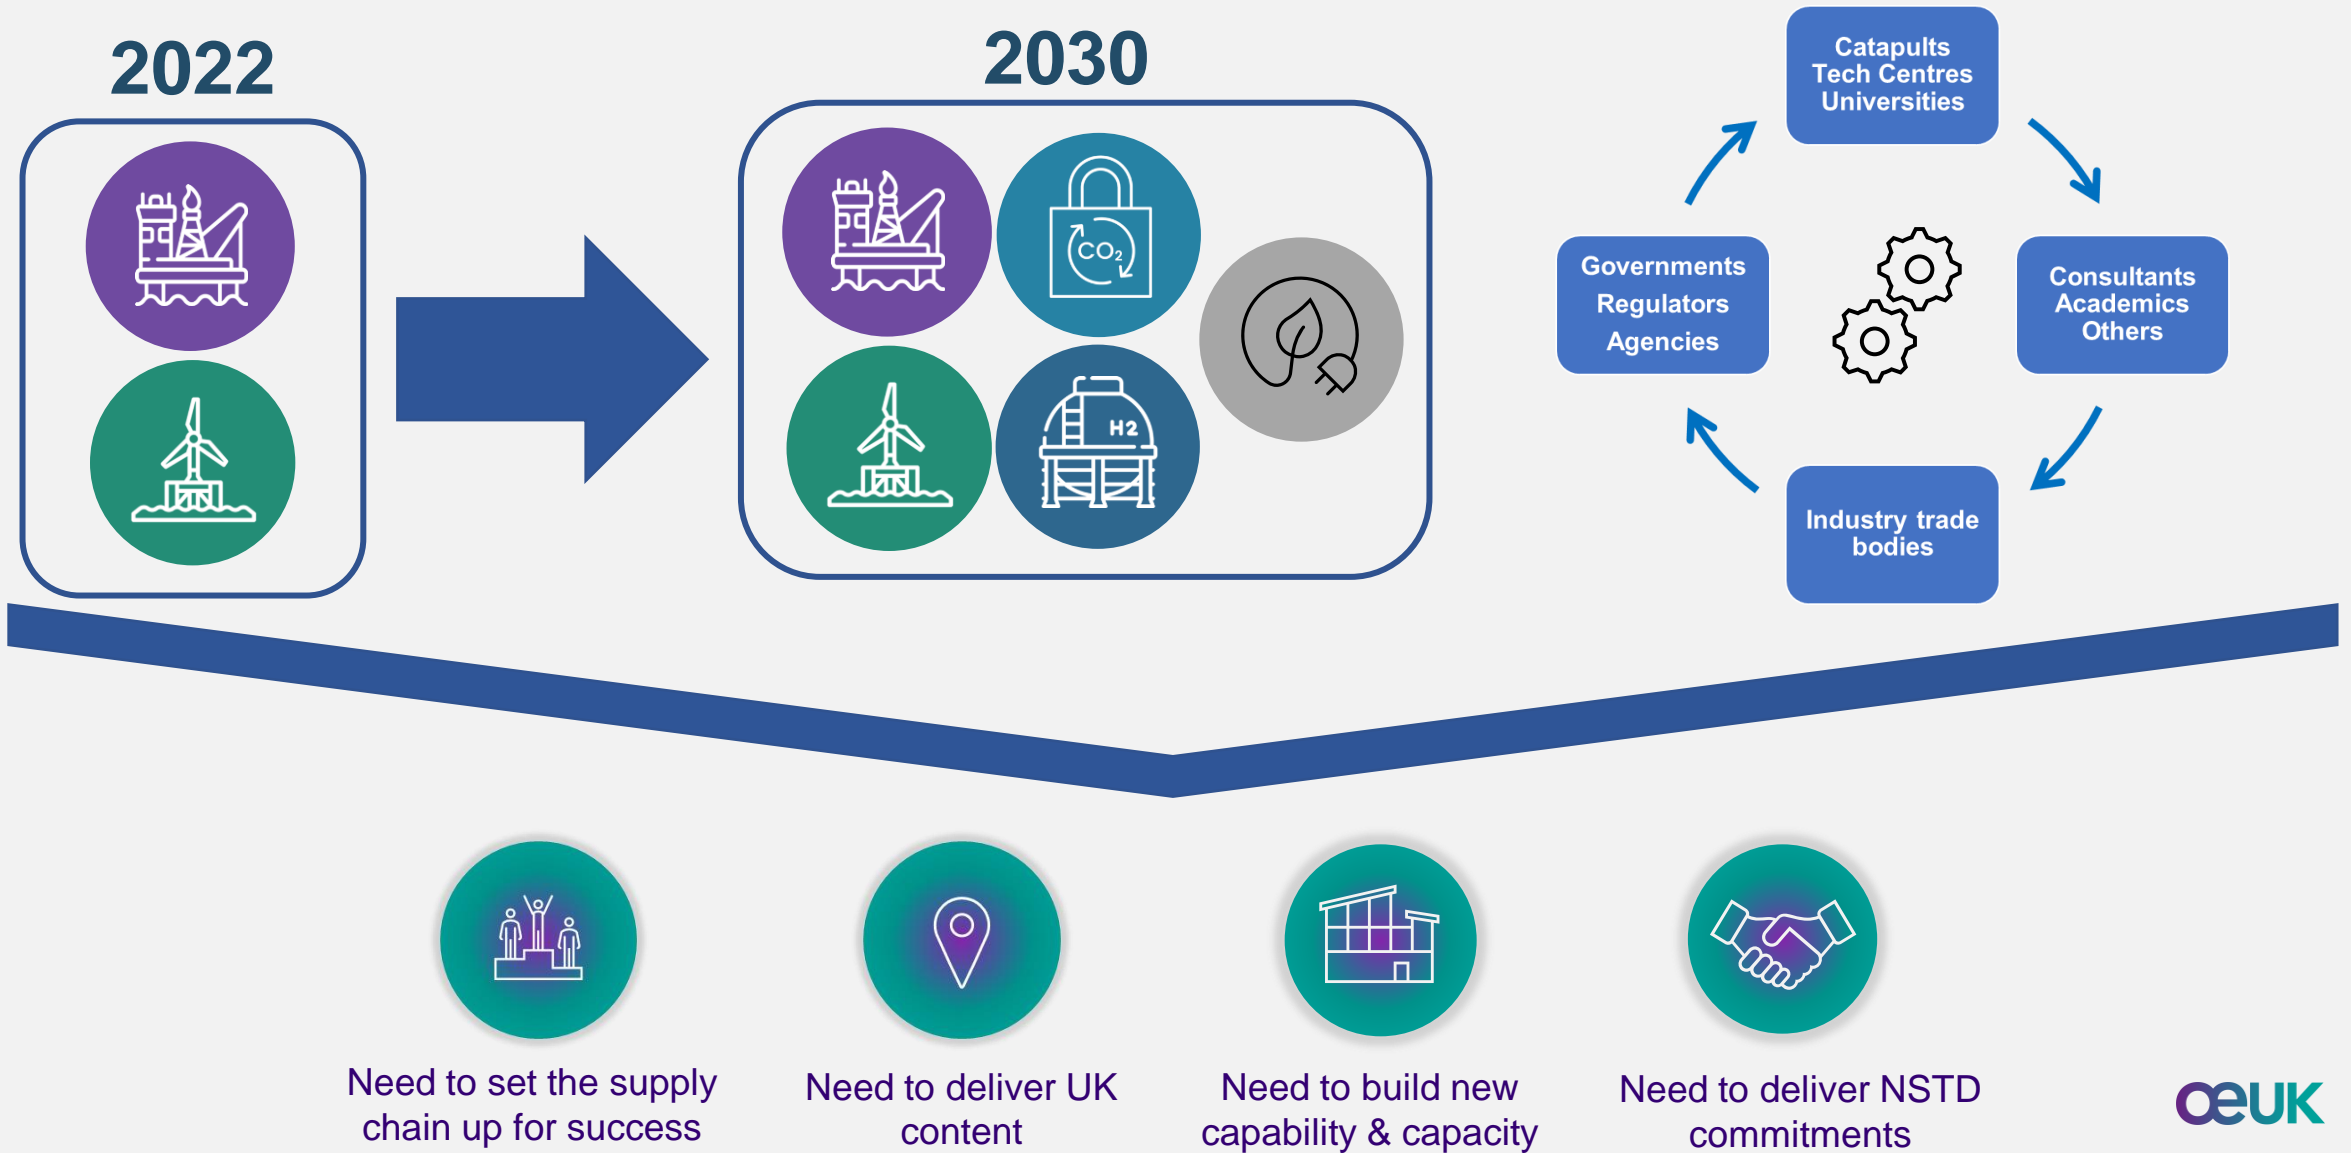 2022
2030
CO₂
H2
Catapults
Tech Centres
Universities
Governments
Regulators
Agencies
Consultants
Academics
Others
Industry trade
bodies
Need to set the supply
chain up for success
Need to deliver UK
content
Need to build new
capability & capacity
Need to deliver NSTD
commitments
œUK